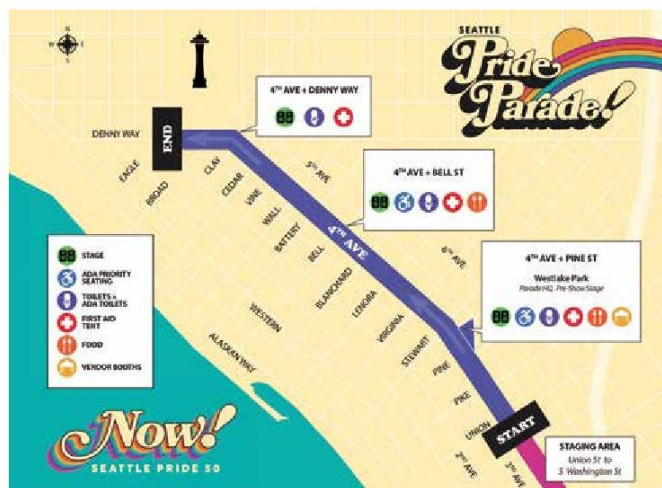 SEATTLE
Pride
Parade!
N
W
E
S
4TH AVE + DENNY WAY
DENNY WAY
END
EAGLE
BROAD
CLAY
CEDAR
VINE
WALL
BATTERY
BELL
BLANCHARD
LENORA
VIRGINIA
STEWART
PINE
PIKE
UNION
5TH AVE
4TH AVE
6TH AVE
4TH AVE + BELL ST
4TH AVE + PINE ST
Westlake Park
Parade HQ, Pre-Show Stage
STAGE
ADA PRIORITY
SEATING
TOILETS +
ADA TOILETS
FIRST AID
TENT
FOOD
VENDOR BOOTHS
WESTERN
ALASKAN WAY
START
2ND AVE
3RD AVE
STAGING AREA
Union St to
S Washington St
Now!
SEATTLE PRIDE 50